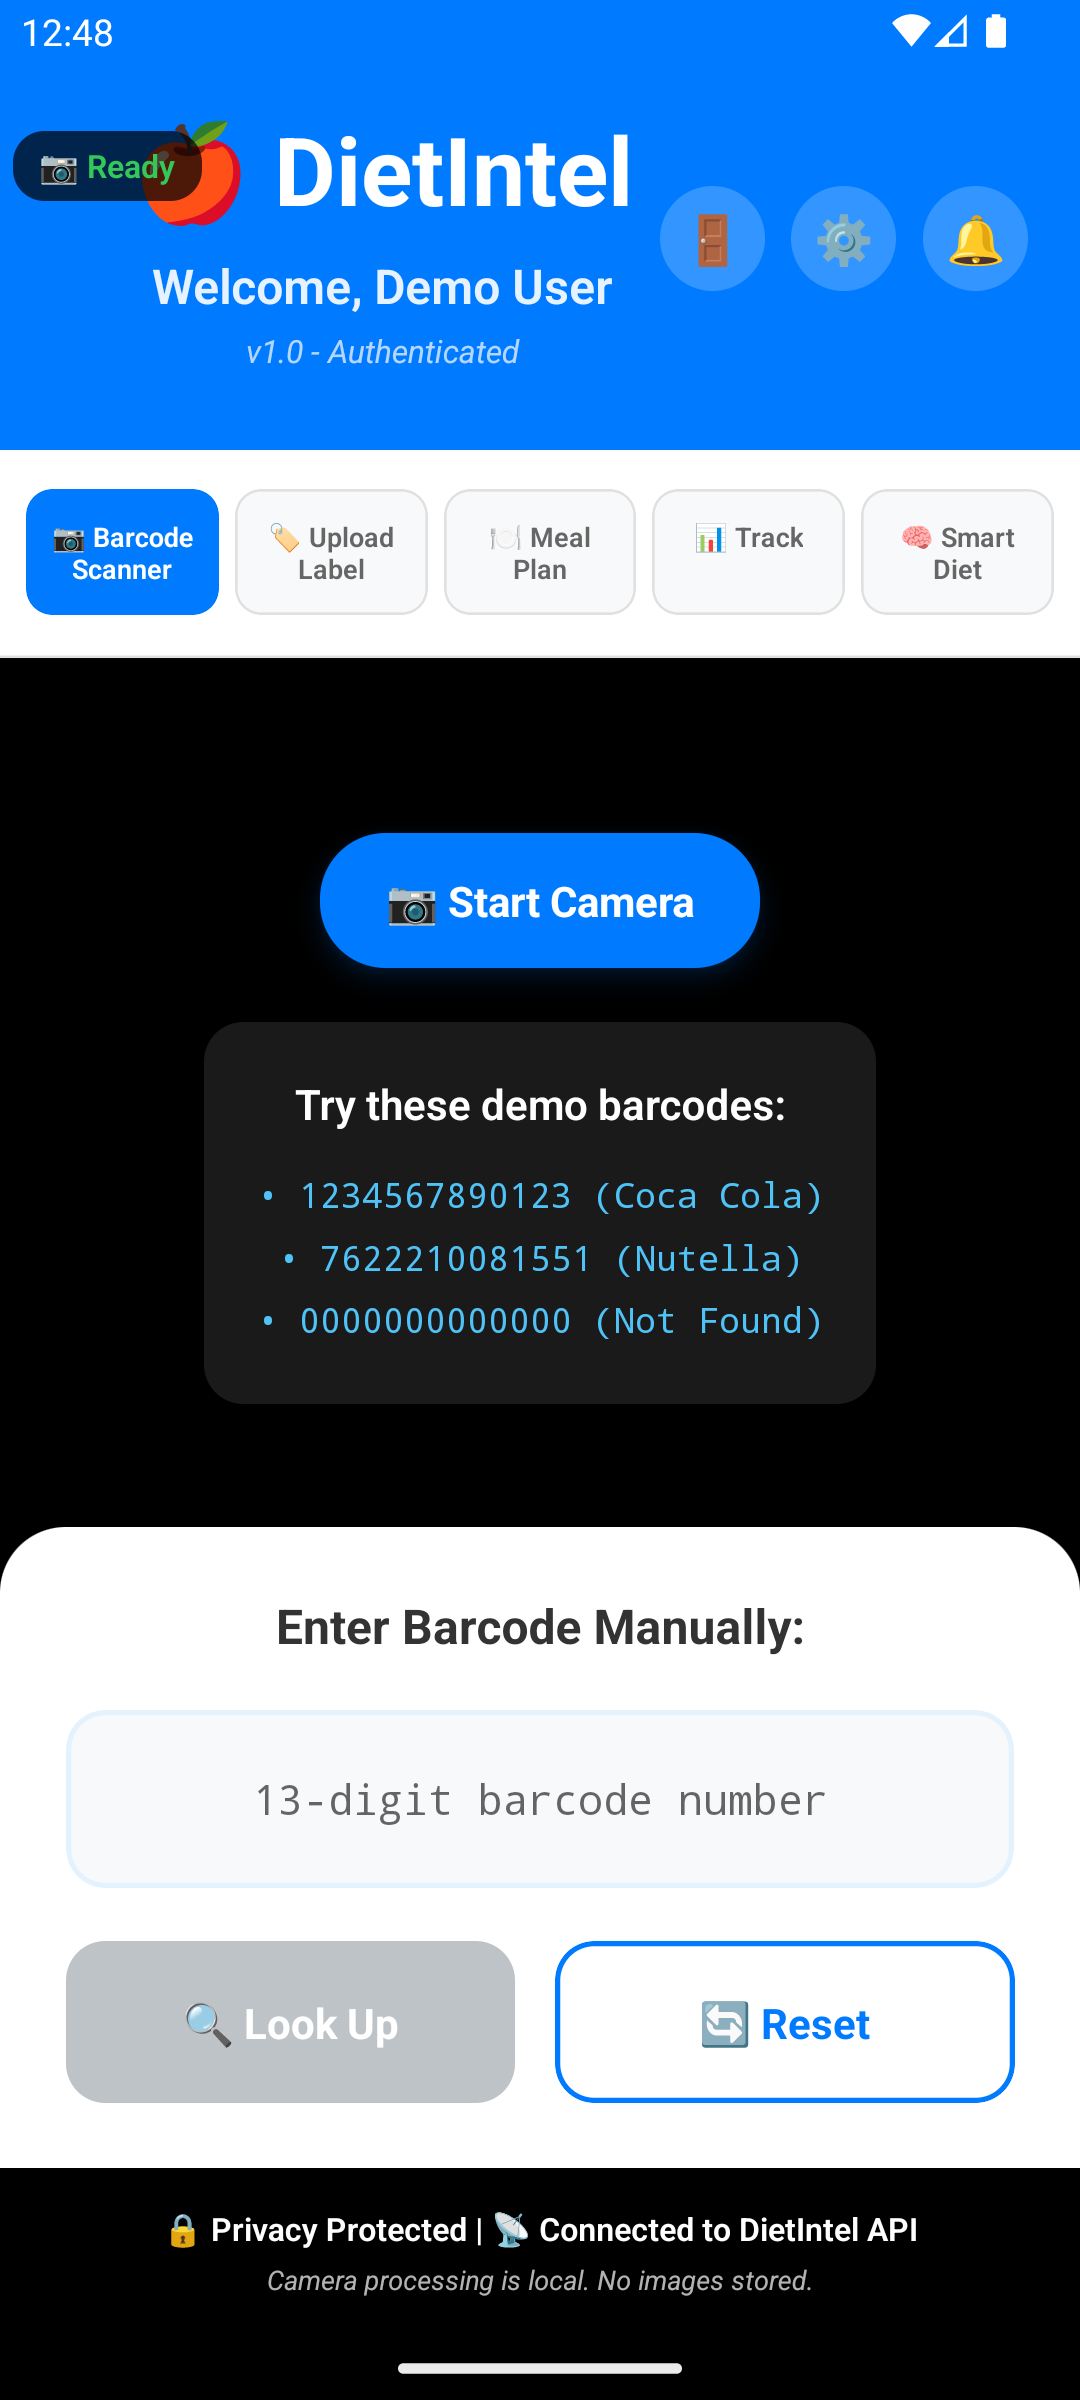 12:48
📷 Ready
🍎 DietIntel
Welcome, Demo User
v1.0 - Authenticated
📷 Barcode
Scanner
🏷️ Upload
Label
🍽️ Meal
Plan
📊 Track
🧠 Smart
Diet
📷 Start Camera
Try these demo barcodes:
• 1234567890123 (Coca Cola)
• 7622210081551 (Nutella)
• 0000000000000 (Not Found)
Enter Barcode Manually:
13-digit barcode number
🔍 Look Up
🔄 Reset
🔒 Privacy Protected | 📡 Connected to DietIntel API
Camera processing is local. No images stored.